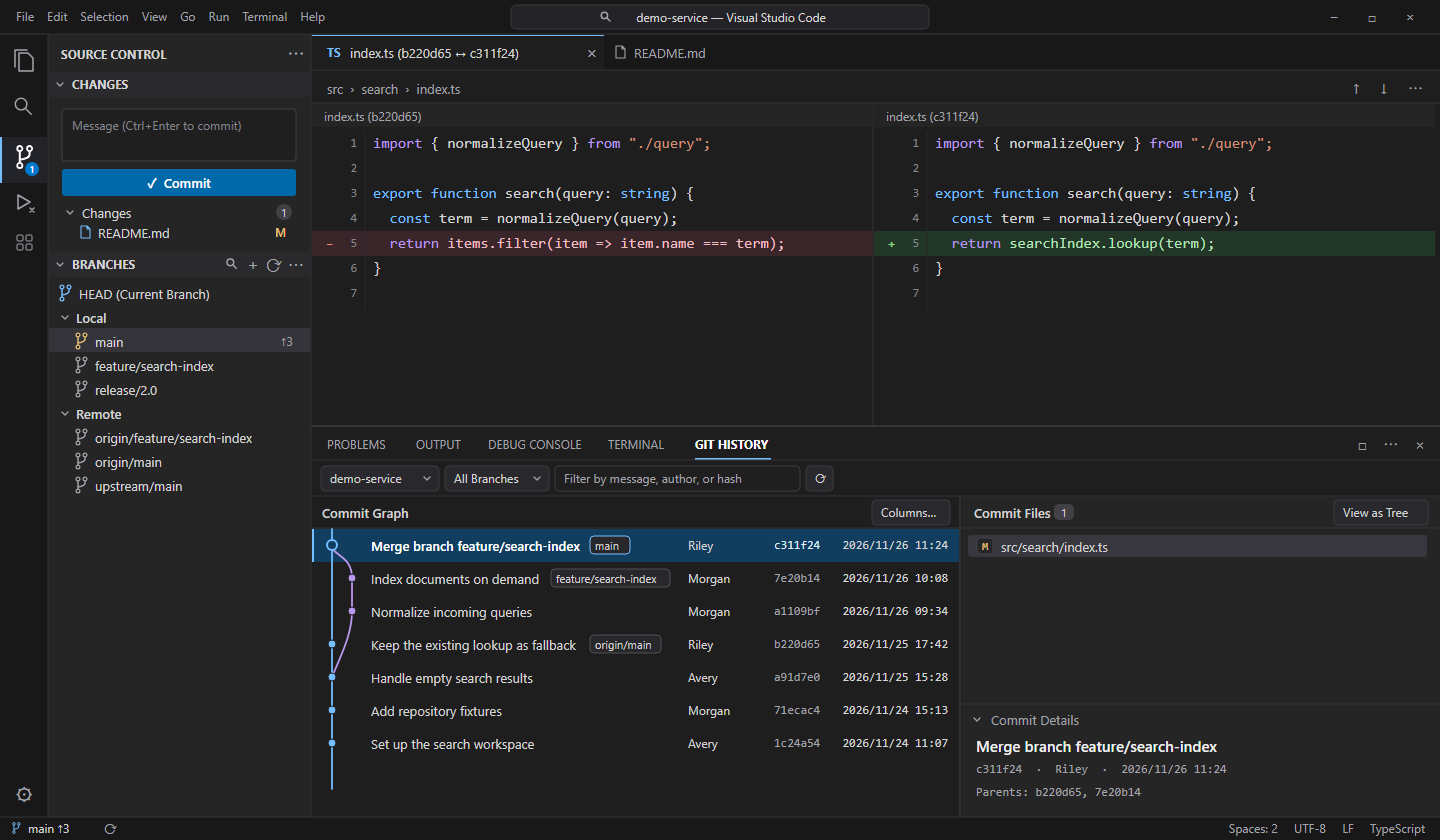 File Edit Selection View Go Run Terminal Help
demo-service — Visual Studio Code
SOURCE CONTROL
CHANGES
Message (Ctrl+Enter to commit)
✓ Commit
Changes 1
README.md M
BRANCHES
HEAD (Current Branch)
Local
main ↑3
feature/search-index
release/2.0
Remote
origin/feature/search-index
origin/main
upstream/main
1
TS index.ts (b220d65 ↔ c311f24)
README.md
src › search › index.ts
index.ts (b220d65)
1 import { normalizeQuery } from "./query";
2
3 export function search(query: string) {
4 const term = normalizeQuery(query);
− 5 return items.filter(item => item.name === term);
6 }
7
index.ts (c311f24)
1 import { normalizeQuery } from "./query";
2
3 export function search(query: string) {
4 const term = normalizeQuery(query);
+ 5 return searchIndex.lookup(term);
6 }
7
PROBLEMS OUTPUT DEBUG CONSOLE TERMINAL GIT HISTORY
demo-service All Branches Filter by message, author, or hash
Commit Graph Columns...
Merge branch feature/search-index main Riley c311f24 2026/11/26 11:24
Index documents on demand feature/search-index Morgan 7e20b14 2026/11/26 10:08
Normalize incoming queries Morgan a1109bf 2026/11/26 09:34
Keep the existing lookup as fallback origin/main Riley b220d65 2026/11/25 17:42
Handle empty search results Avery a91d7e0 2026/11/25 15:28
Add repository fixtures Morgan 71ecac4 2026/11/24 15:13
Set up the search workspace Avery 1c24a54 2026/11/24 11:07
Commit Files 1 View as Tree
M src/search/index.ts
Commit Details
Merge branch feature/search-index
c311f24 · Riley · 2026/11/26 11:24
Parents: b220d65, 7e20b14
main ↑3
Spaces: 2 UTF-8 LF TypeScript